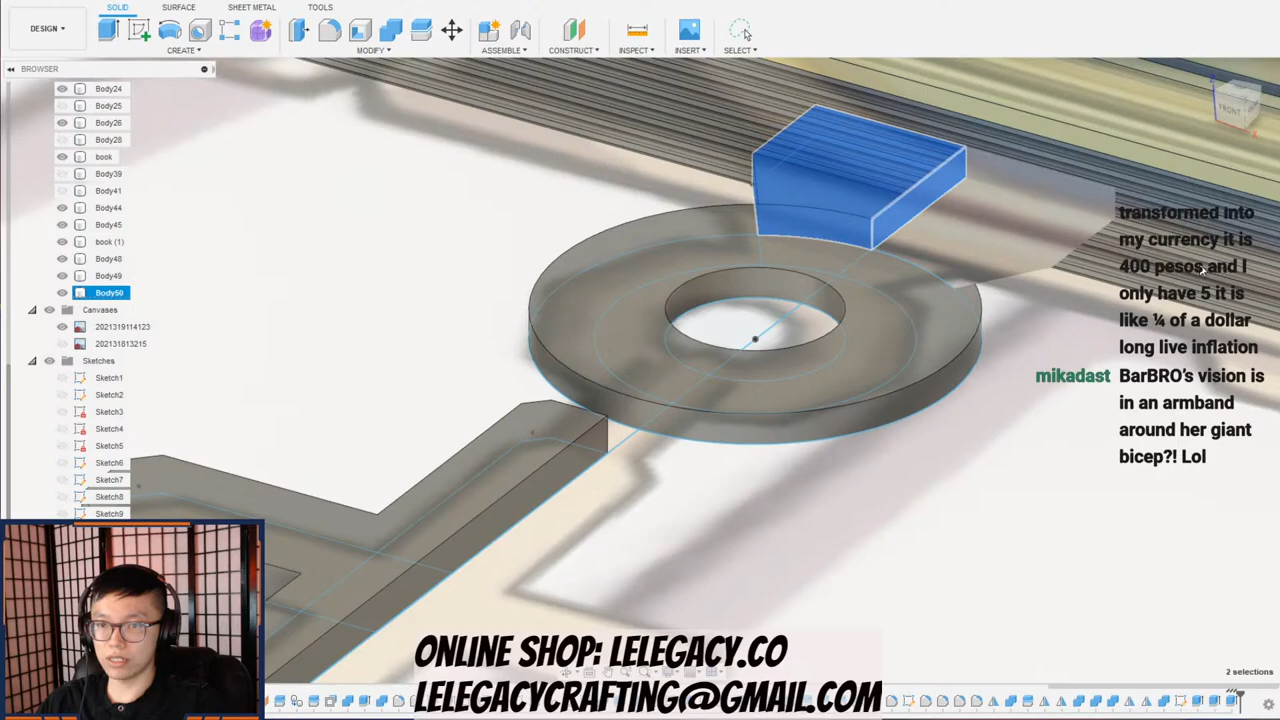 SOLID SURFACE SHEET METAL TOOLS
DESIGN
CREATE MODIFY ASSEMBLE CONSTRUCT INSPECT INSERT SELECT
BROWSER
FRONT
Body24
Body25
Body26
Body28
book
Body39
Body41
Body44
Body45
book (1)
Body48
Body49
Body50
Canvases
2021319114123
202131813215
Sketches
Sketch1
Sketch2
Sketch3
Sketch4
Sketch5
Sketch6
Sketch7
Sketch8
Sketch9
transformed into
my currency it is
400 pesos and I
only have 5 it is
like ¼ of a dollar
long live inflation
mikadast BarBRO's vision is
in an armband
around her giant
bicep?! Lol
ONLINE SHOP: LELEGACY.CO
LELEGACYCRAFTING@GMAIL.COM
2 selections